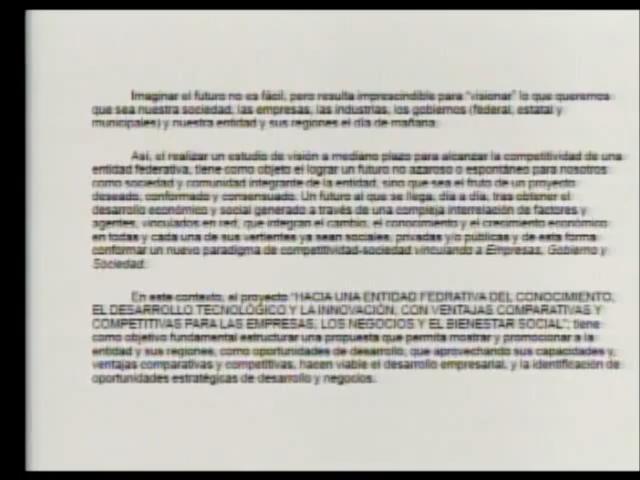 Imaginar el futuro no es fácil, pero resulta imprescindible para "visionar" lo que queremos
que sea nuestra sociedad, las empresas, las industrias, los gobiernos (federal, estatal y
municipales) y nuestra entidad y sus regiones el día de mañana.
Así, el realizar un estudio de visión a mediano plazo para alcanzar la competitividad de una
entidad federativa, tiene como objeto el lograr un futuro no azaroso o espontáneo para nosotros
como sociedad y comunidad integrante de la entidad, sino que sea el fruto de un proyecto
deseado, conformado y consensuado. Un futuro al que se llega, día a día, tras obtener el
desarrollo económico y social generado a través de una compleja interrelación de factores y
agentes, vinculados en red, que integran el cambio, el conocimiento y el crecimiento económico
en todas y cada una de sus vertientes ya sean sociales, privadas y/o públicas y de esta forma
conformar un nuevo paradigma de competitividad-sociedad vinculando a Empresas, Gobierno y
Sociedad.
En este contexto, el proyecto "HACIA UNA ENTIDAD FEDRATIVA DEL CONOCIMIENTO,
EL DESARROLLO TECNOLÓGICO Y LA INNOVACIÓN, CON VENTAJAS COMPARATIVAS Y
COMPETITIVAS PARA LAS EMPRESAS, LOS NEGOCIOS Y EL BIENESTAR SOCIAL"; tiene
como objetivo fundamental estructurar una propuesta que permita mostrar y promocionar a la
entidad y sus regiones, como oportunidades de desarrollo, que aprovechando sus capacidades y
ventajas comparativas y competitivas, hacen viable el desarrollo empresarial, y la identificación de
oportunidades estratégicas de desarrollo y negocios.